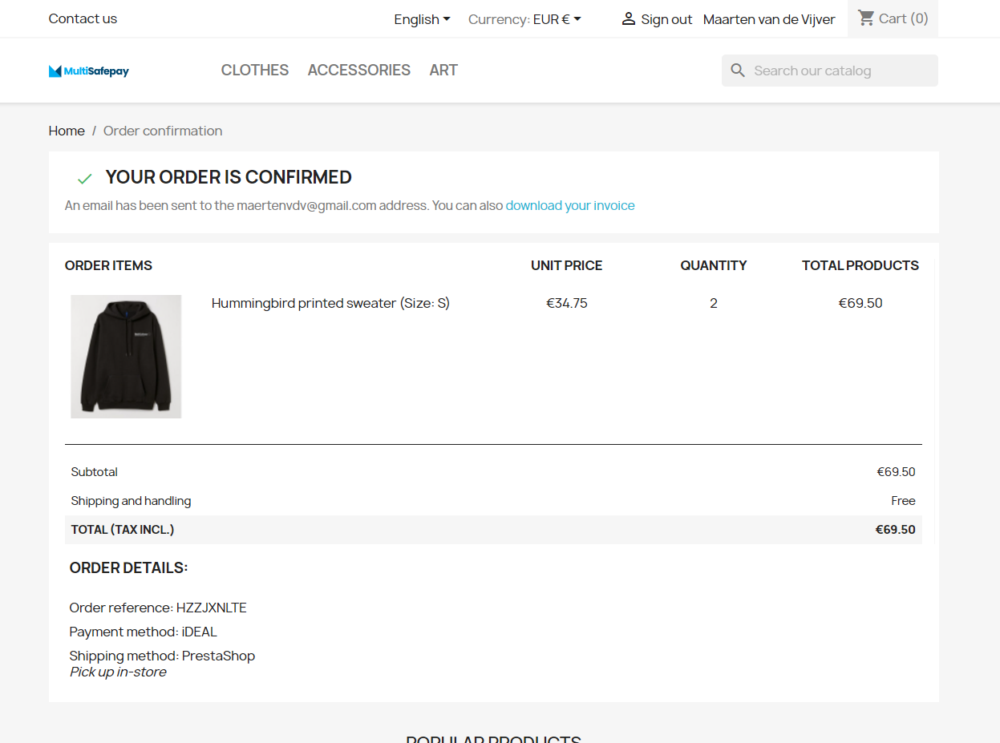 Contact us
English
Currency: EUR €
Sign out
Maarten van de Vijver
Cart (0)
MultiSafepay
CLOTHES
ACCESSORIES
ART
Search our catalog
Home / Order confirmation
YOUR ORDER IS CONFIRMED
An email has been sent to the maertenvdv@gmail.com address. You can also download your invoice
ORDER ITEMS UNIT PRICE QUANTITY TOTAL PRODUCTS
Hummingbird printed sweater (Size: S) €34.75 2 €69.50
Subtotal €69.50
Shipping and handling Free
TOTAL (TAX INCL.) €69.50
ORDER DETAILS:
Order reference: HZZJXNLTE
Payment method: iDEAL
Shipping method: PrestaShop
Pick up in-store
POPULAR PRODUCTS